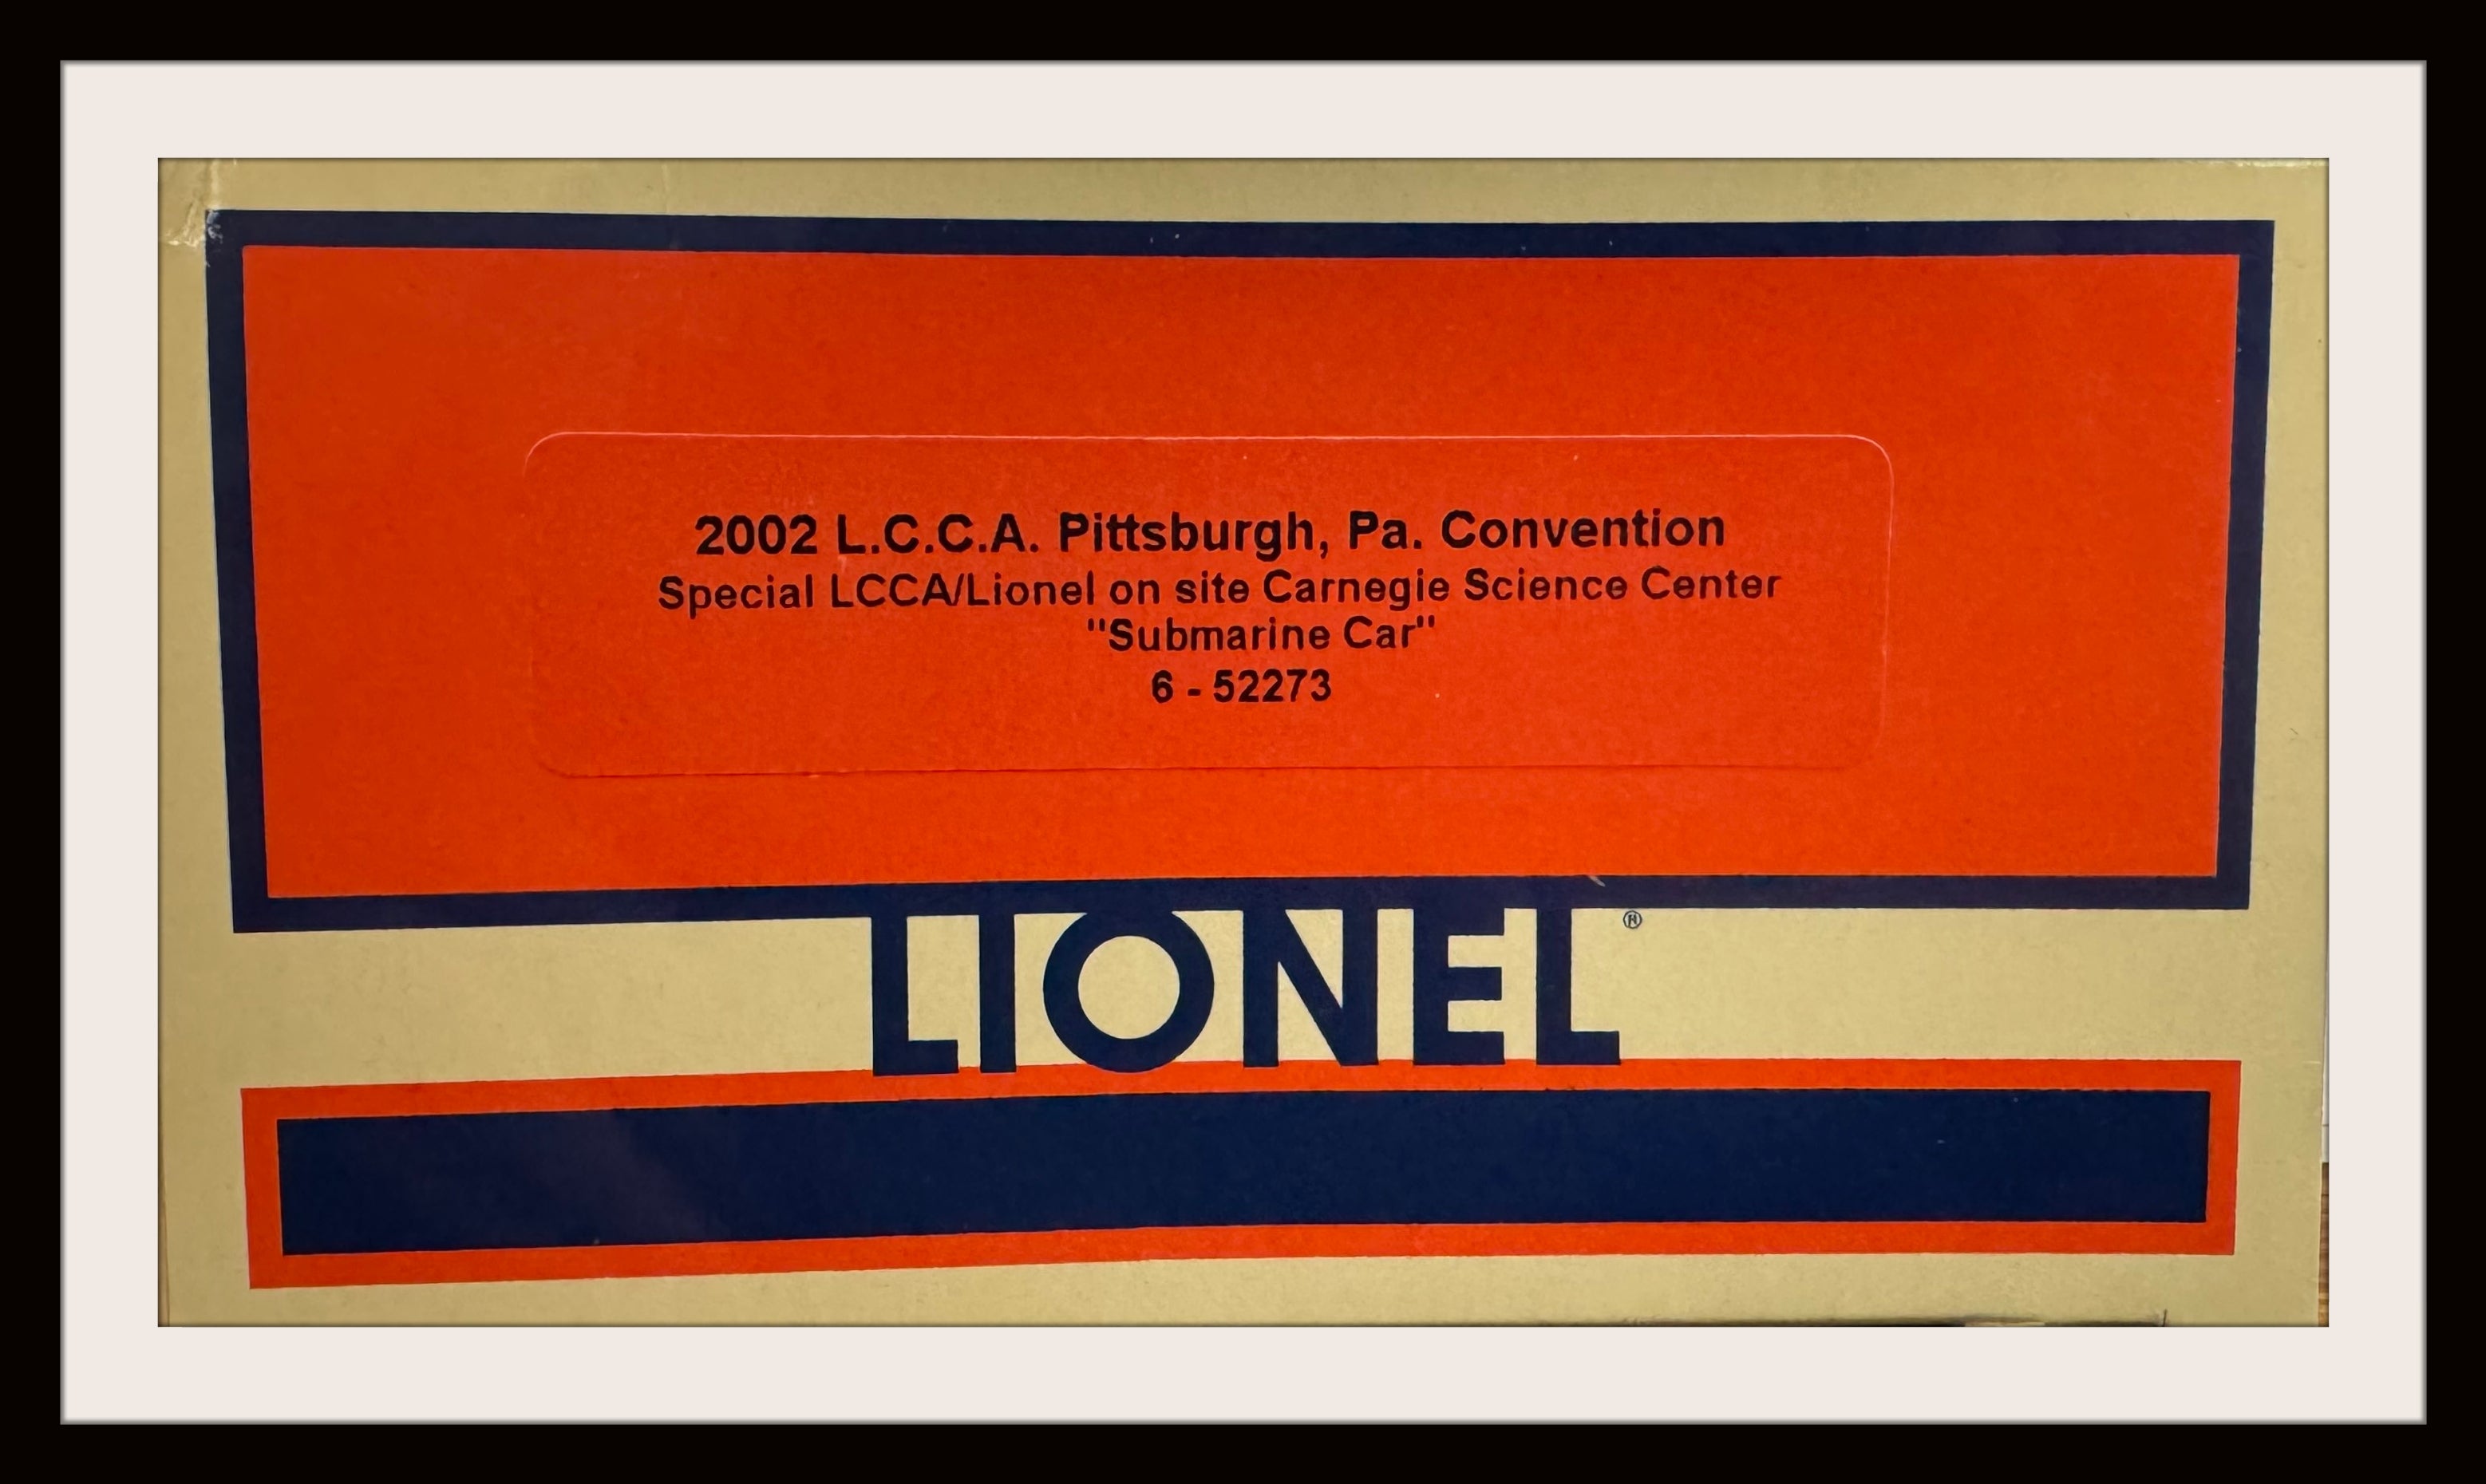 2002 L.C.C.A. Pittsburgh, Pa. Convention
Special LCCA/Lionel on site Carnegie Science Center
"Submarine Car"
6 - 52273
LIONEL®